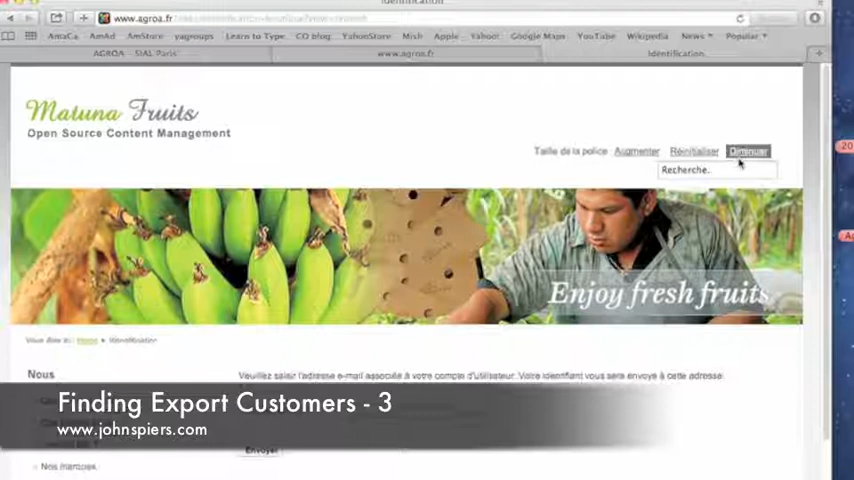 Identification
www.agroa.fr
AmaCa AmAd AmStore yagroups Learn to Type CO blog YahooStore Mish Apple Yahoo! Google Maps YouTube Wikipedia News Popular
AGROA SIAL Paris www.agroa.fr Identification
Matuna Fruits
Open Source Content Management
Taille de la police Augmenter Réinitialiser Diminuer
Recherche..
Enjoy fresh fruits
Vous êtes ici : Home Identification
Nous
Veuillez saisir l'adresse e-mail associée à votre compte d'utilisateur. Votre identifiant vous sera envoyé à cette adresse.
Finding Export Customers - 3
www.johnspiers.com
Envoyer
Nos marques